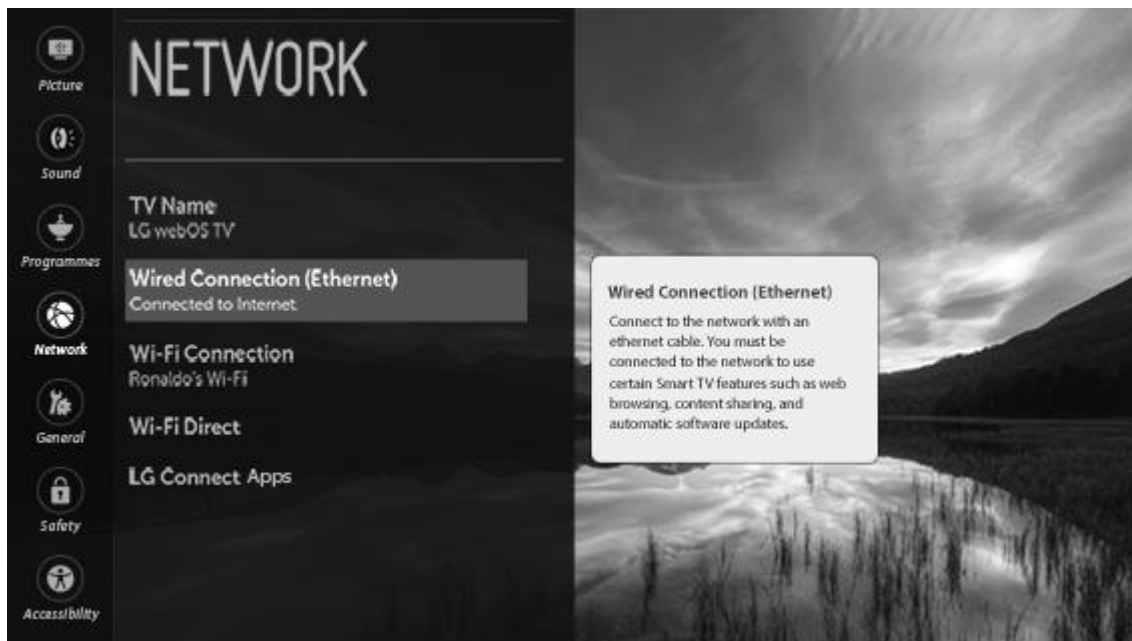 Picture
Sound
Programmes
Network
General
Safety
Accessibility
NETWORK
TV Name
LG webOS TV
Wired Connection (Ethernet)
Connected to Internet
Wi-Fi Connection
Ronaldo's Wi-Fi
Wi-Fi Direct
LG Connect Apps
Wired Connection (Ethernet)
Connect to the network with an
ethernet cable. You must be
connected to the network to use
certain Smart TV features such as web
browsing, content sharing, and
automatic software updates.